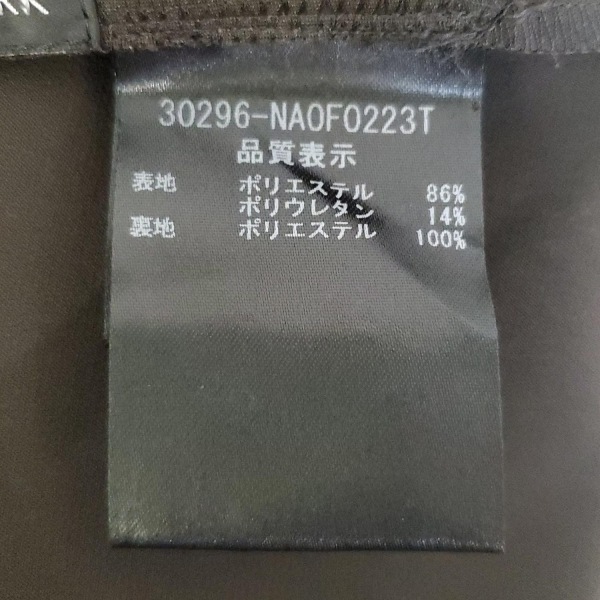 30296-NA0F0223T
品質表示
表地 ポリエステル 86%
ポリウレタン 14%
裏地 ポリエステル 100%